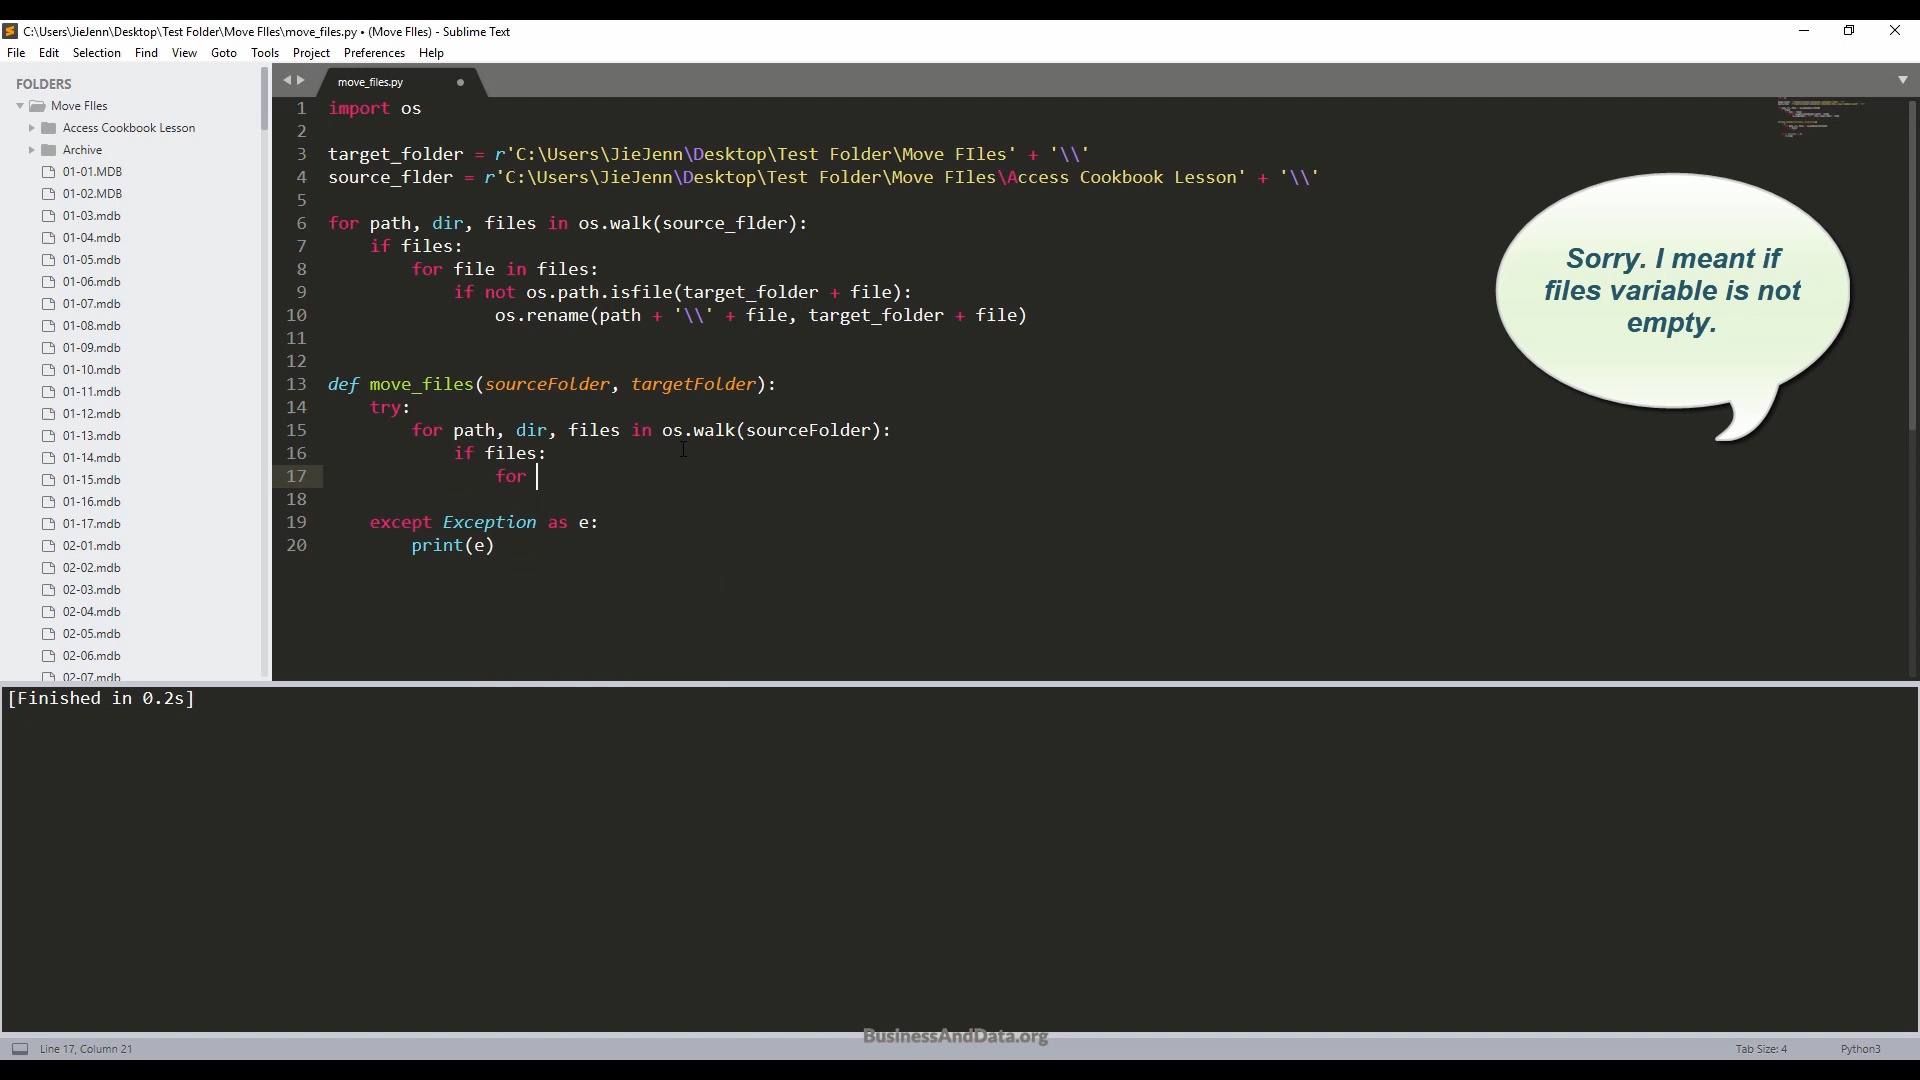 C:\Users\JieJenn\Desktop\Test Folder\Move FIles\move_files.py • (Move FIles) - Sublime Text
File Edit Selection Find View Goto Tools Project Preferences Help
FOLDERS
Move FIles
Access Cookbook Lesson
Archive
01-01.MDB
01-02.MDB
01-03.mdb
01-04.mdb
01-05.mdb
01-06.mdb
01-07.mdb
01-08.mdb
01-09.mdb
01-10.mdb
01-11.mdb
01-12.mdb
01-13.mdb
01-14.mdb
01-15.mdb
01-16.mdb
01-17.mdb
02-01.mdb
02-02.mdb
02-03.mdb
02-04.mdb
02-05.mdb
02-06.mdb
02-07.mdb
move_files.py
1 import os
2
3 target_folder = r'C:\Users\JieJenn\Desktop\Test Folder\Move FIles' + '\\'
4 source_flder = r'C:\Users\JieJenn\Desktop\Test Folder\Move FIles\Access Cookbook Lesson' + '\\'
5
6 for path, dir, files in os.walk(source_flder):
7 if files:
8 for file in files:
9 if not os.path.isfile(target_folder + file):
10 os.rename(path + '\\' + file, target_folder + file)
11
12
13 def move_files(sourceFolder, targetFolder):
14 try:
15 for path, dir, files in os.walk(sourceFolder):
16 if files:
17 for
18
19 except Exception as e:
20 print(e)
Sorry. I meant if
files variable is not
empty.
[Finished in 0.2s]
BusinessAndData.org
Line 17, Column 21
Tab Size: 4
Python3